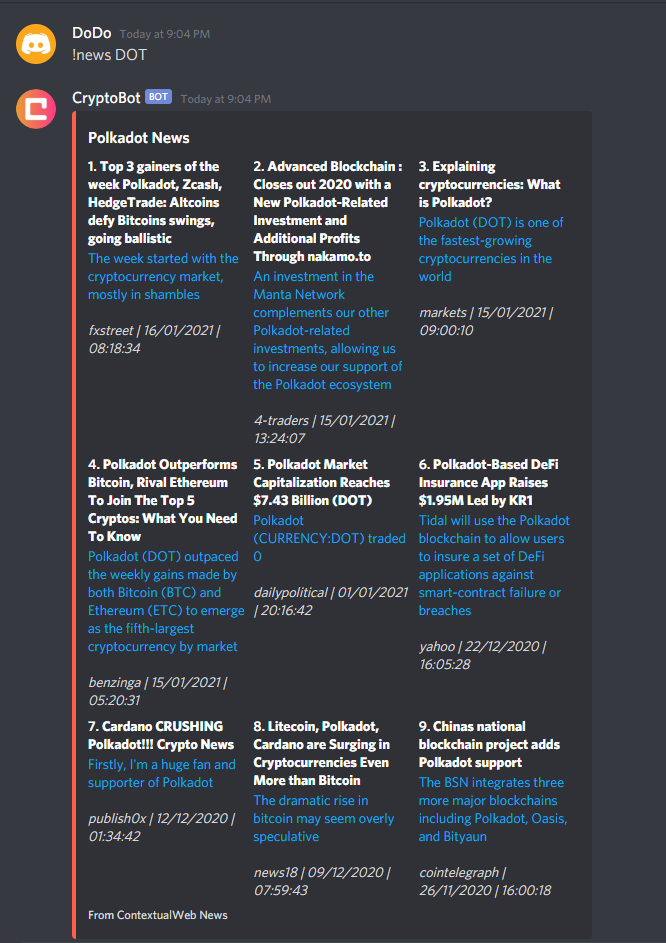 DoDo Today at 9:04 PM
!news DOT
CryptoBot BOT Today at 9:04 PM
Polkadot News
1. Top 3 gainers of the
week Polkadot, Zcash,
HedgeTrade: Altcoins
defy Bitcoins swings,
going ballistic
The week started with the
cryptocurrency market,
mostly in shambles
fxstreet | 16/01/2021 |
08:18:34
2. Advanced Blockchain :
Closes out 2020 with a
New Polkadot-Related
Investment and
Additional Profits
Through nakamo.to
An investment in the
Manta Network
complements our other
Polkadot-related
investments, allowing us
to increase our support of
the Polkadot ecosystem
4-traders | 15/01/2021 |
13:24:07
3. Explaining
cryptocurrencies: What
is Polkadot?
Polkadot (DOT) is one of
the fastest-growing
cryptocurrencies in the
world
markets | 15/01/2021 |
09:00:10
4. Polkadot Outperforms
Bitcoin, Rival Ethereum
To Join The Top 5
Cryptos: What You Need
To Know
Polkadot (DOT) outpaced
the weekly gains made by
both Bitcoin (BTC) and
Ethereum (ETC) to emerge
as the fifth-largest
cryptocurrency by market
benzinga | 15/01/2021 |
05:20:31
5. Polkadot Market
Capitalization Reaches
$7.43 Billion (DOT)
Polkadot
(CURRENCY:DOT) traded
0
dailypolitical | 01/01/2021
| 20:16:42
6. Polkadot-Based DeFi
Insurance App Raises
$1.95M Led by KR1
Tidal will use the Polkadot
blockchain to allow users
to insure a set of DeFi
applications against
smart-contract failure or
breaches
yahoo | 22/12/2020 |
16:05:28
7. Cardano CRUSHING
Polkadot!!! Crypto News
Firstly, I'm a huge fan and
supporter of Polkadot
publish0x | 12/12/2020 |
01:34:42
8. Litecoin, Polkadot,
Cardano are Surging in
Cryptocurrencies Even
More than Bitcoin
The dramatic rise in
bitcoin may seem overly
speculative
news18 | 09/12/2020 |
07:59:43
9. Chinas national
blockchain project adds
Polkadot support
The BSN integrates three
more major blockchains
including Polkadot, Oasis,
and Bityaun
cointelegraph |
26/11/2020 | 16:00:18
From ContextualWeb News